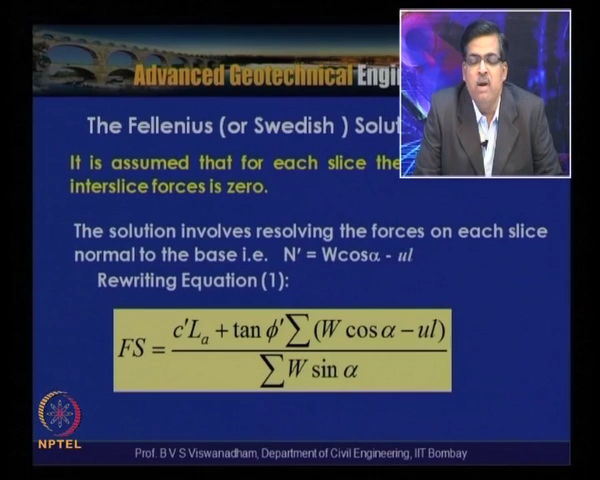 Advanced Geotechnical Engi
The Fellenius (or Swedish ) Solut
It is assumed that for each slice the
interslice forces is zero.
The solution involves resolving the forces on each slice
normal to the base i.e. N′ = Wcosα - ul
Rewriting Equation (1):
FS = \frac{c′L_a + tan ϕ′ ∑ (W cos α − ul)}{∑ W sin α}
NPTEL
Prof. B V S Viswanadham, Department of Civil Engineering, IIT Bombay